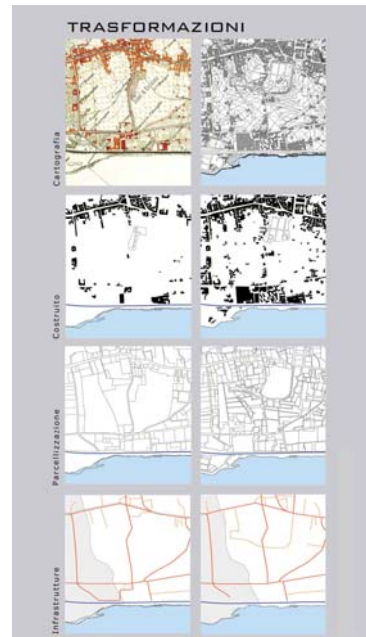 TRASFORMAZIONI
Cartografia
Costruito
Parcellizzazione
Infrastrutture